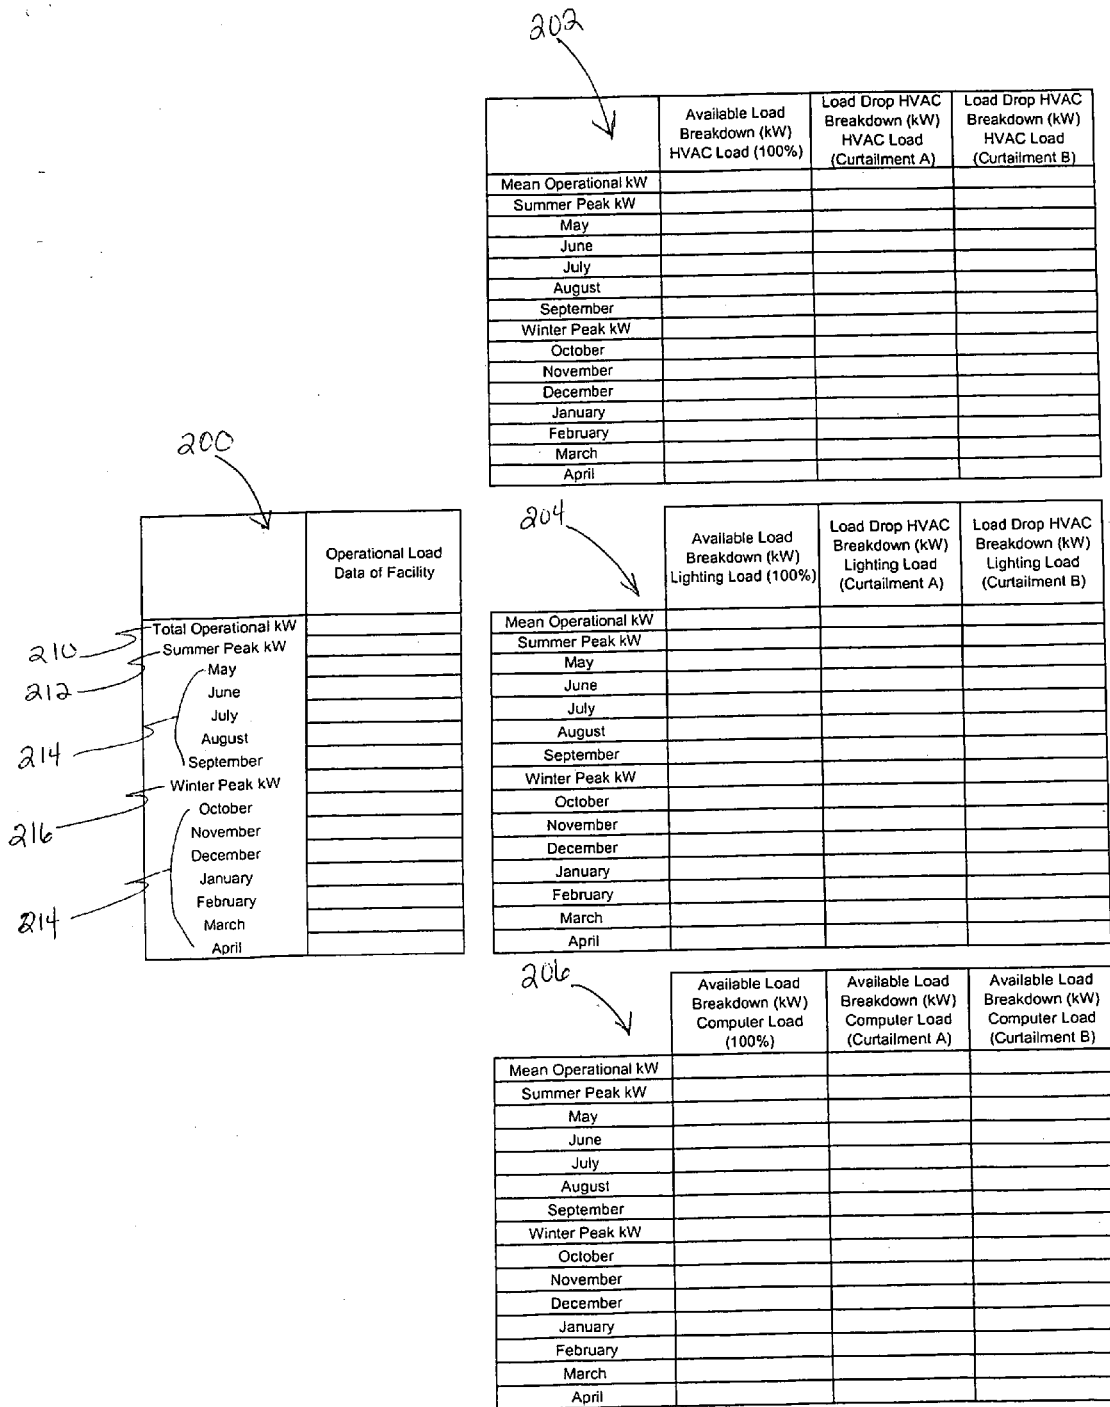 202
Available Load
Breakdown (kW)
HVAC Load (100%)
Load Drop HVAC
Breakdown (kW)
HVAC Load
(Curtailment A)
Load Drop HVAC
Breakdown (kW)
HVAC Load
(Curtailment B)
Mean Operational kW
Summer Peak kW
May
June
July
August
September
Winter Peak kW
October
November
December
January
February
March
April
200
Operational Load
Data of Facility
Total Operational kW
Summer Peak kW
May
June
July
August
September
Winter Peak kW
October
November
December
January
February
March
April
210
212
214
216
214
204
Available Load
Breakdown (kW)
Lighting Load (100%)
Load Drop HVAC
Breakdown (kW)
Lighting Load
(Curtailment A)
Load Drop HVAC
Breakdown (kW)
Lighting Load
(Curtailment B)
Mean Operational kW
Summer Peak kW
May
June
July
August
September
Winter Peak kW
October
November
December
January
February
March
April
206
Available Load
Breakdown (kW)
Computer Load
(100%)
Available Load
Breakdown (kW)
Computer Load
(Curtailment A)
Available Load
Breakdown (kW)
Computer Load
(Curtailment B)
Mean Operational kW
Summer Peak kW
May
June
July
August
September
Winter Peak kW
October
November
December
January
February
March
April